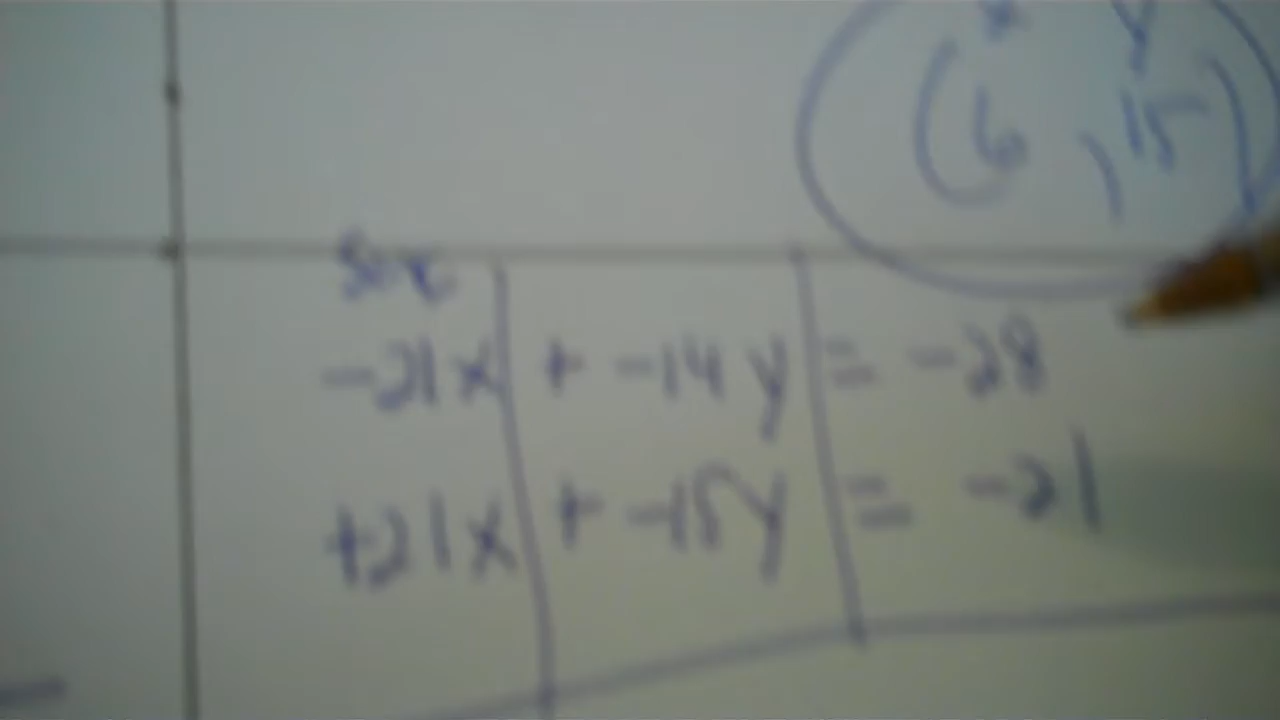 x y
(6, 15)
-21x + -14y = -28
+21x + -15y = -21